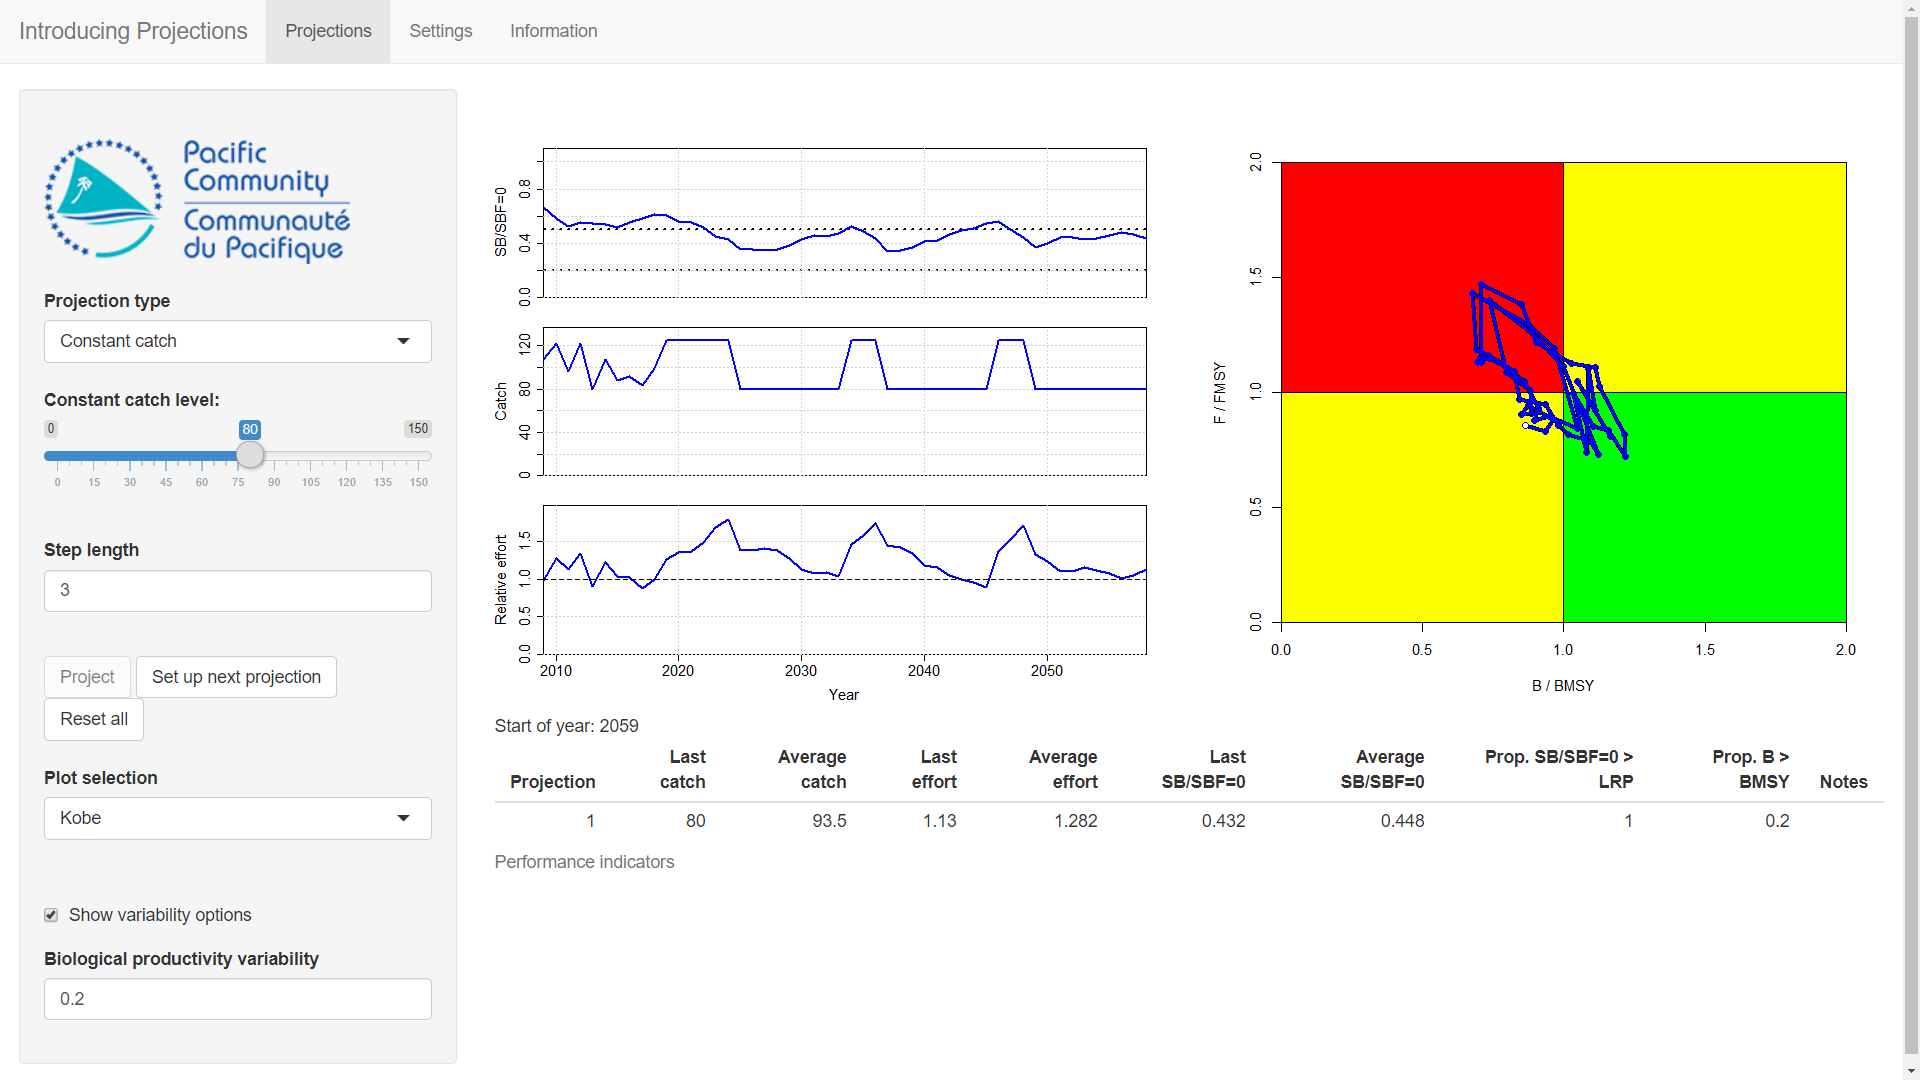 Introducing Projections
Projections
Settings
Information
Pacific
Community
Communauté
du Pacifique
Projection type
Constant catch
Constant catch level:
0
80
150
0 15 30 45 60 75 90 105 120 135 150
Step length
3
Project
Set up next projection
Reset all
Plot selection
Kobe
Show variability options
Biological productivity variability
0.2
SB/SBF=0
0.0 0.4 0.8
Catch
0 40 80 120
Relative effort
0.0 0.5 1.0 1.5
2010 2020 2030 2040 2050
Year
F / FMSY
0.0 0.5 1.0 1.5 2.0
0.0 0.5 1.0 1.5 2.0
B / BMSY
Start of year: 2059
Last Average Last Average Last Average Prop. SB/SBF=0 > Prop. B >
Projection catch catch effort effort SB/SBF=0 SB/SBF=0 LRP BMSY Notes
1 80 93.5 1.13 1.282 0.432 0.448 1 0.2
Performance indicators